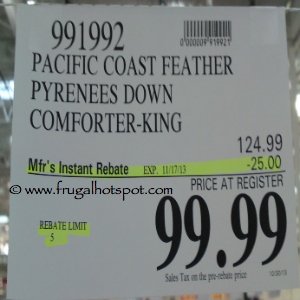 991992
0000009919921
PACIFIC COAST FEATHER
PYRENEES DOWN
COMFORTER-KING
124.99
Mfr's Instant Rebate EXP. 11/17/13 -25.00
PRICE AT REGISTER
www.frugalhotspot.com
REBATE LIMIT
5
99.99
Sales Tax on the pre-rebate price